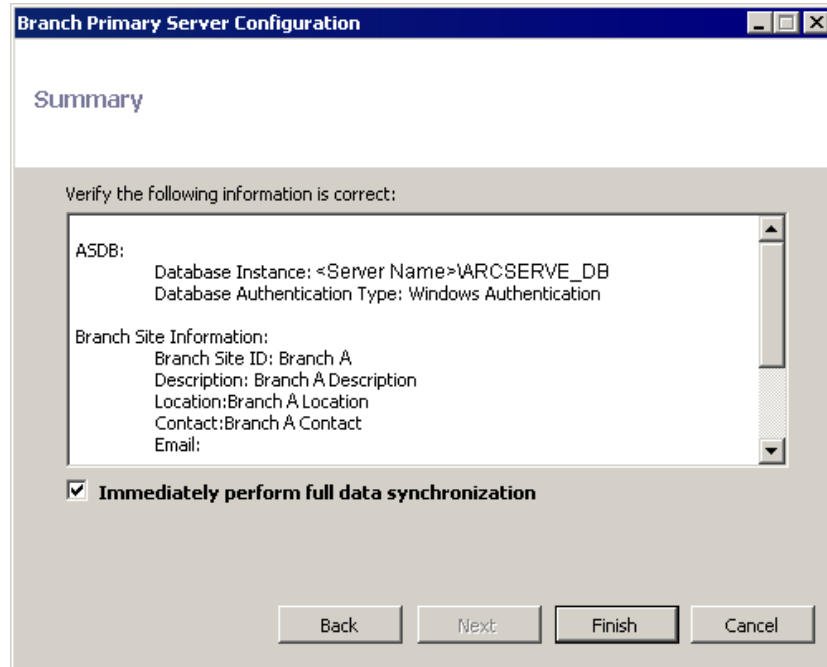 Branch Primary Server Configuration
Summary
Verify the following information is correct:
ASDB:
Database Instance: <Server Name>\ARCSERVE_DB
Database Authentication Type: Windows Authentication
Branch Site Information:
Branch Site ID: Branch A
Description: Branch A Description
Location:Branch A Location
Contact:Branch A Contact
Email:
Immediately perform full data synchronization
Back Next Finish Cancel